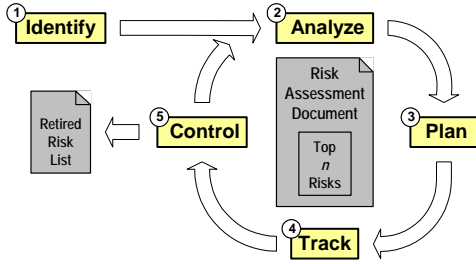 1
Identify
2
Analyze
Risk
Assessment
Document
Top
n
Risks
3
Plan
4
Track
5
Control
Retired
Risk
List